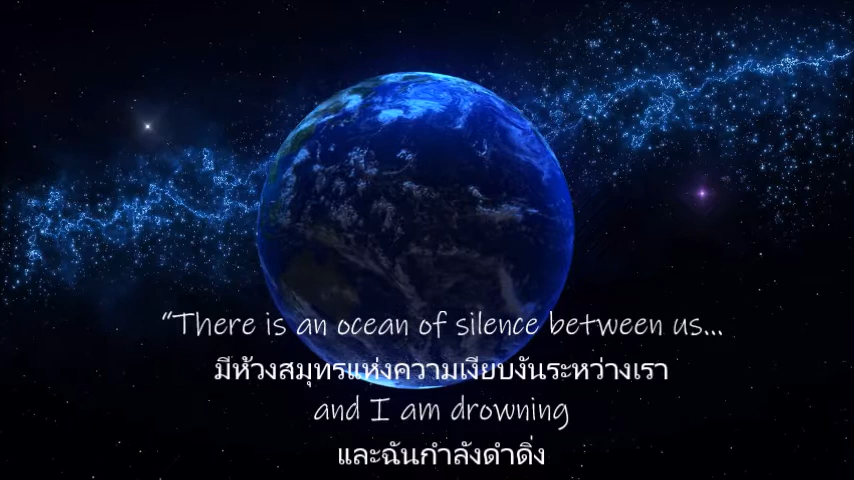 “There is an ocean of silence between us...
มีห้วงสมุทรแห่งความเงียบงันระหว่างเรา
and I am drowning
และฉันกำลังดำดิ่ง